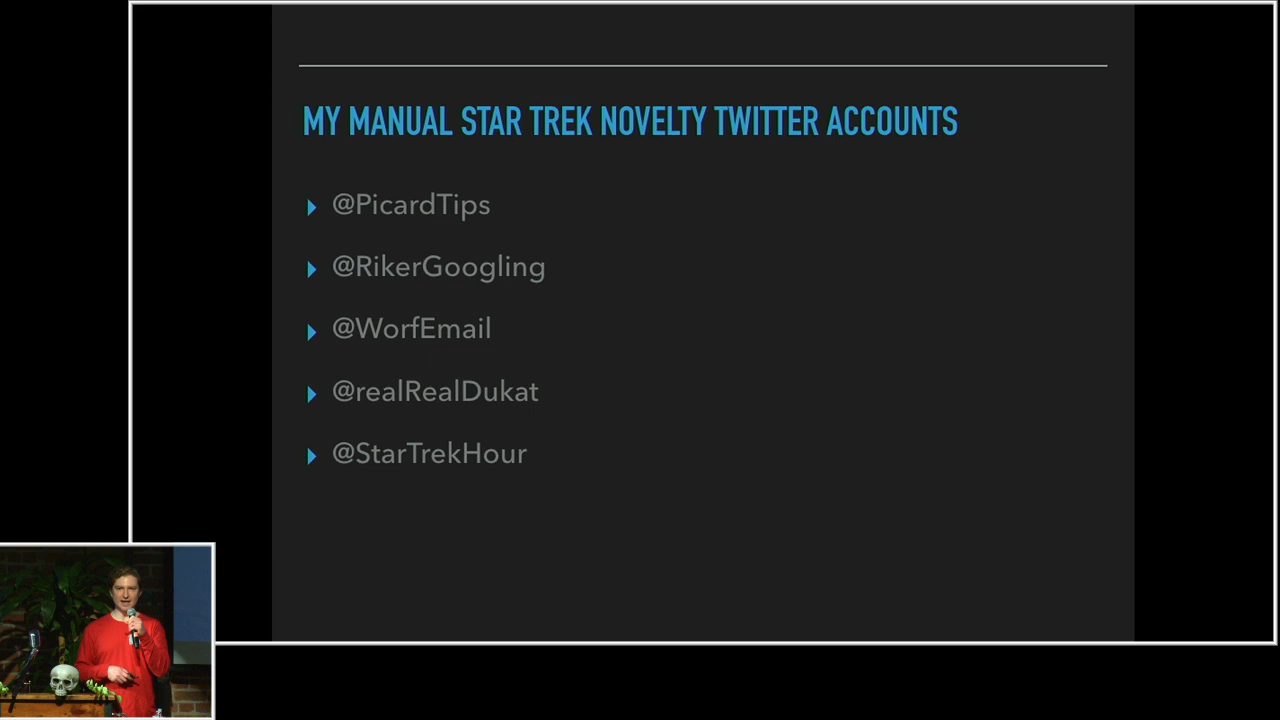 MY MANUAL STAR TREK NOVELTY TWITTER ACCOUNTS
@PicardTips
@RikerGoogling
@WorfEmail
@realRealDukat
@StarTrekHour